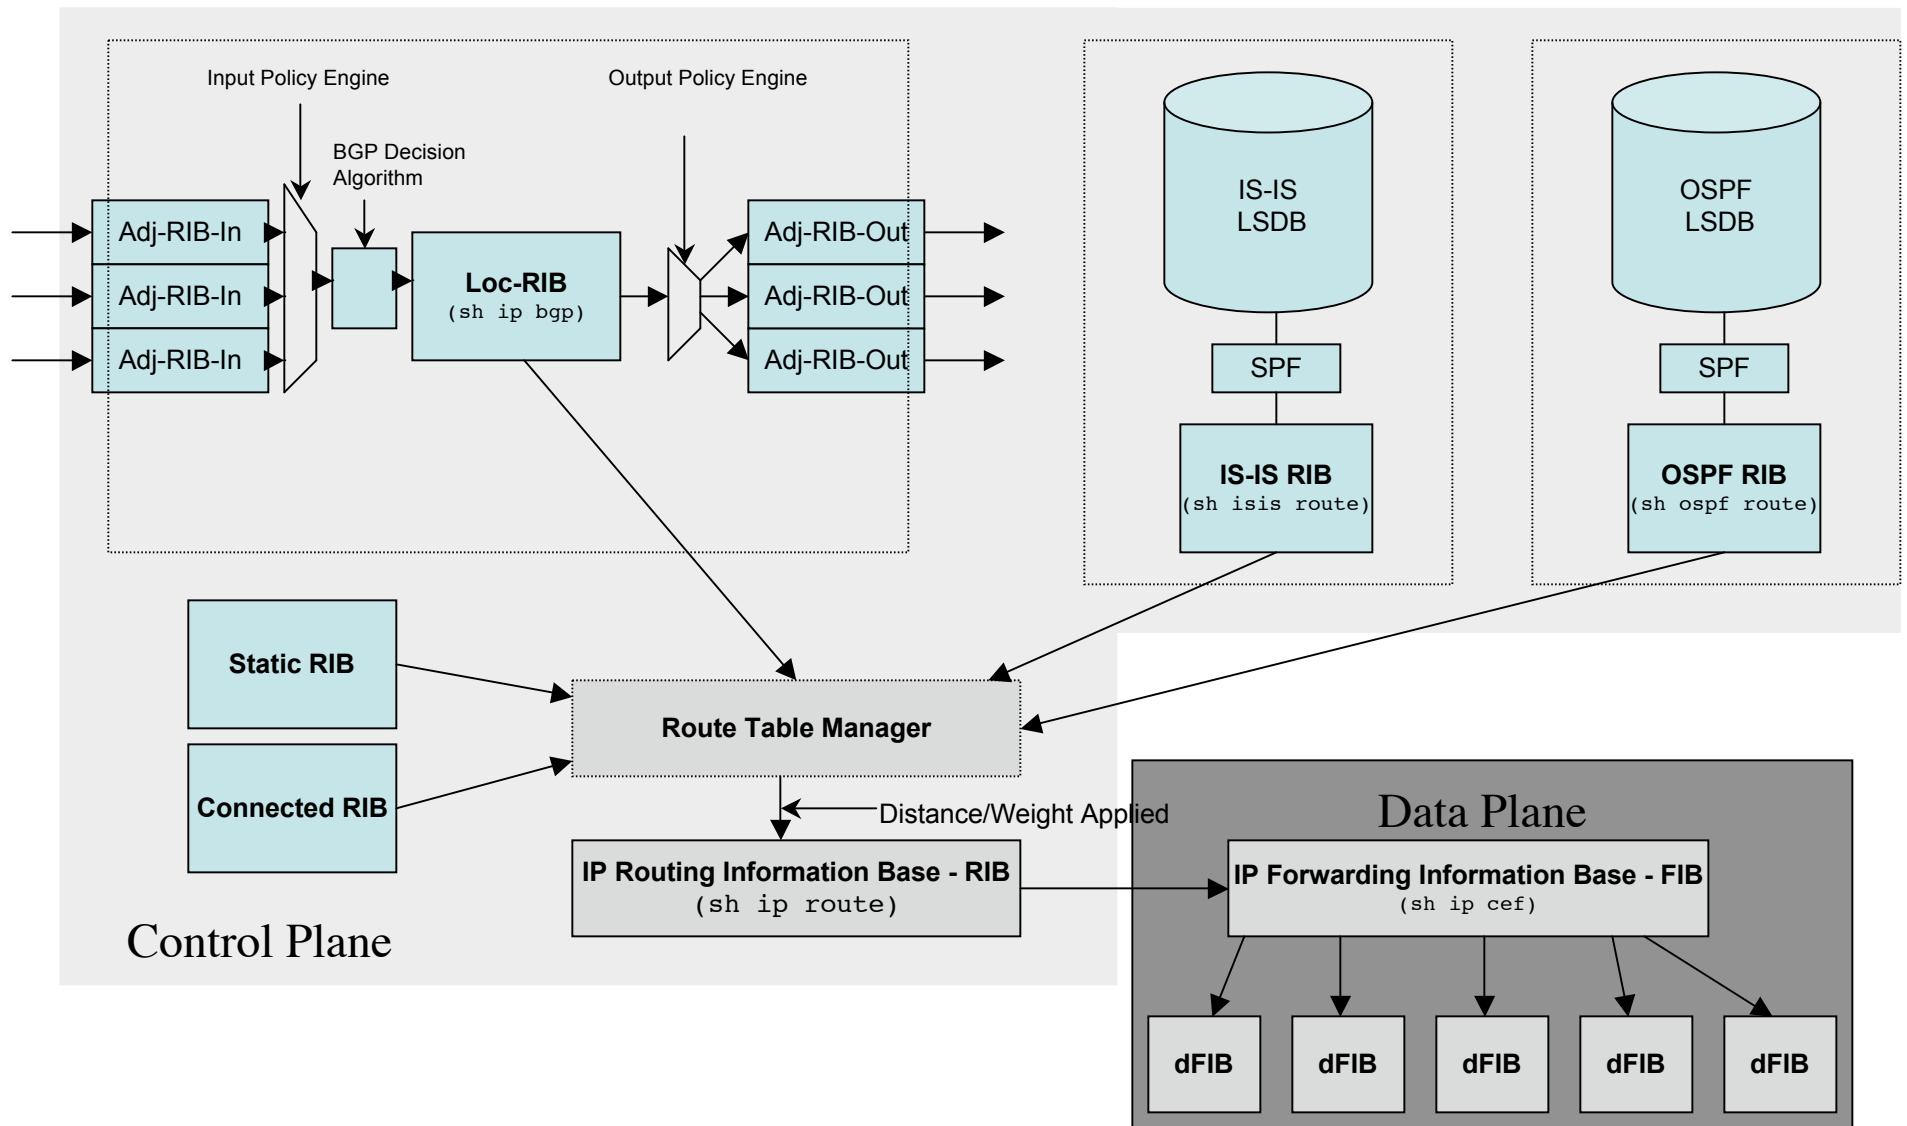 Input Policy Engine
Output Policy Engine
BGP Decision
Algorithm
Adj-RIB-In
Adj-RIB-In
Adj-RIB-In
Loc-RIB
(sh ip bgp)
Adj-RIB-Out
Adj-RIB-Out
Adj-RIB-Out
IS-IS
LSDB
SPF
IS-IS RIB
(sh isis route)
OSPF
LSDB
SPF
OSPF RIB
(sh ospf route)
Static RIB
Connected RIB
Route Table Manager
Distance/Weight Applied
IP Routing Information Base - RIB
(sh ip route)
Control Plane
Data Plane
IP Forwarding Information Base - FIB
(sh ip cef)
dFIB
dFIB
dFIB
dFIB
dFIB